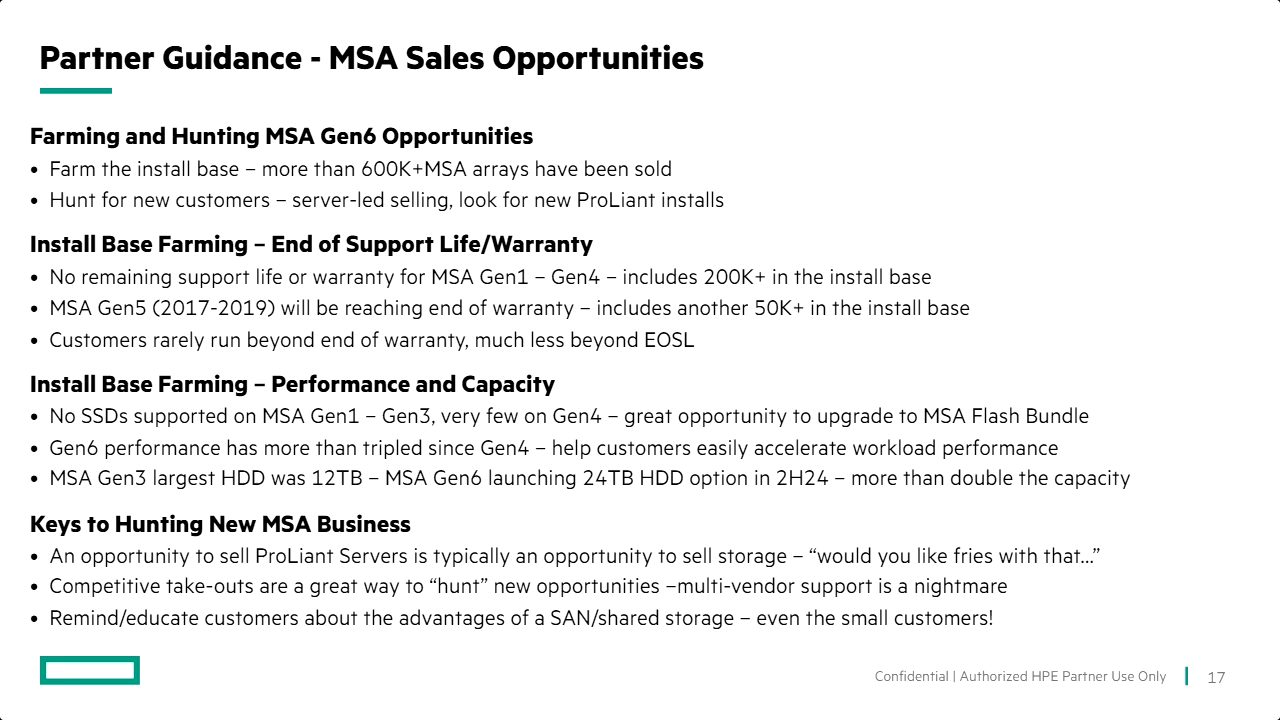 Partner Guidance - MSA Sales Opportunities
Farming and Hunting MSA Gen6 Opportunities
• Farm the install base – more than 600K+MSA arrays have been sold
• Hunt for new customers – server-led selling, look for new ProLiant installs
Install Base Farming – End of Support Life/Warranty
• No remaining support life or warranty for MSA Gen1 – Gen4 – includes 200K+ in the install base
• MSA Gen5 (2017-2019) will be reaching end of warranty – includes another 50K+ in the install base
• Customers rarely run beyond end of warranty, much less beyond EOSL
Install Base Farming – Performance and Capacity
• No SSDs supported on MSA Gen1 – Gen3, very few on Gen4 – great opportunity to upgrade to MSA Flash Bundle
• Gen6 performance has more than tripled since Gen4 – help customers easily accelerate workload performance
• MSA Gen3 largest HDD was 12TB – MSA Gen6 launching 24TB HDD option in 2H24 – more than double the capacity
Keys to Hunting New MSA Business
• An opportunity to sell ProLiant Servers is typically an opportunity to sell storage – “would you like fries with that…”
• Competitive take-outs are a great way to “hunt” new opportunities –multi-vendor support is a nightmare
• Remind/educate customers about the advantages of a SAN/shared storage – even the small customers!
Confidential | Authorized HPE Partner Use Only
17